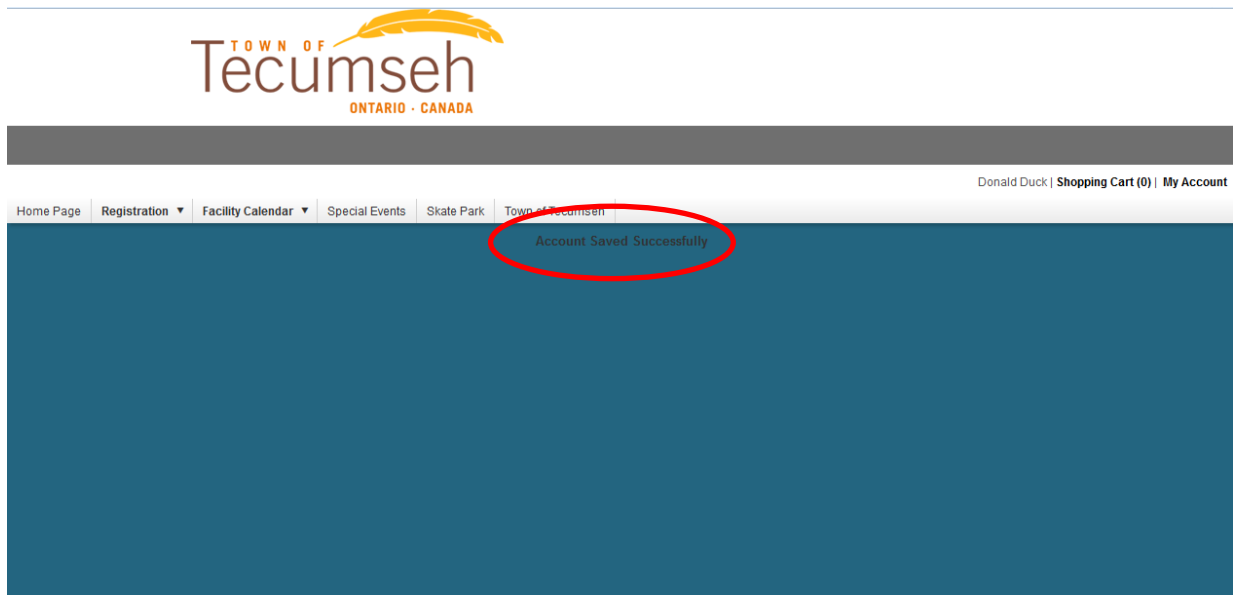 TOWN OF
Tecumseh
ONTARIO · CANADA
Donald Duck | Shopping Cart (0) | My Account
Home Page Registration ▼ Facility Calendar ▼ Special Events Skate Park Town of Tecumseh
Account Saved Successfully